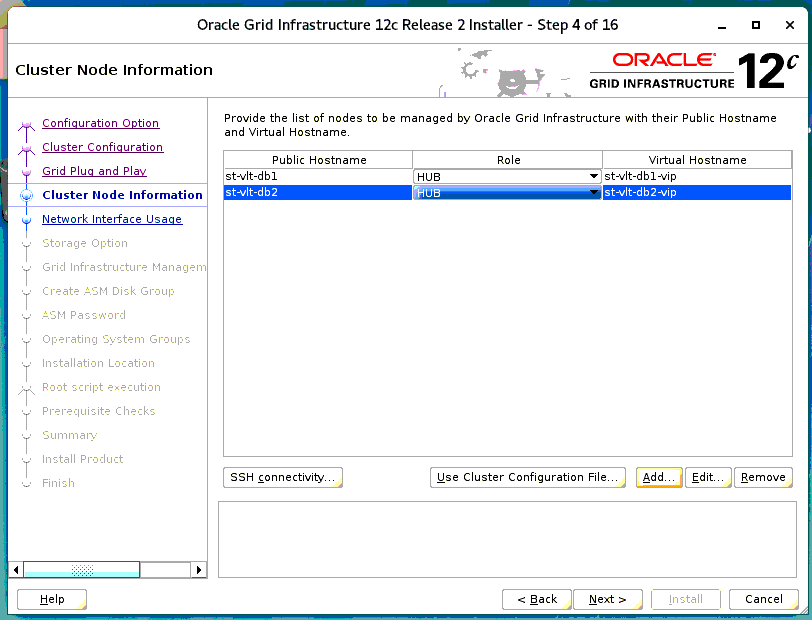 Oracle Grid Infrastructure 12c Release 2 Installer - Step 4 of 16
Cluster Node Information
ORACLE
GRID INFRASTRUCTURE
12c
Configuration Option
Cluster Configuration
Grid Plug and Play
Cluster Node Information
Network Interface Usage
Storage Option
Grid Infrastructure Managem
Create ASM Disk Group
ASM Password
Operating System Groups
Installation Location
Root script execution
Prerequisite Checks
Summary
Install Product
Finish
Provide the list of nodes to be managed by Oracle Grid Infrastructure with their Public Hostname
and Virtual Hostname.
Public Hostname Role Virtual Hostname
st-vlt-db1 HUB st-vlt-db1-vip
st-vlt-db2 HUB st-vlt-db2-vip
SSH connectivity... Use Cluster Configuration File... Add... Edit... Remove
Help < Back Next > Install Cancel